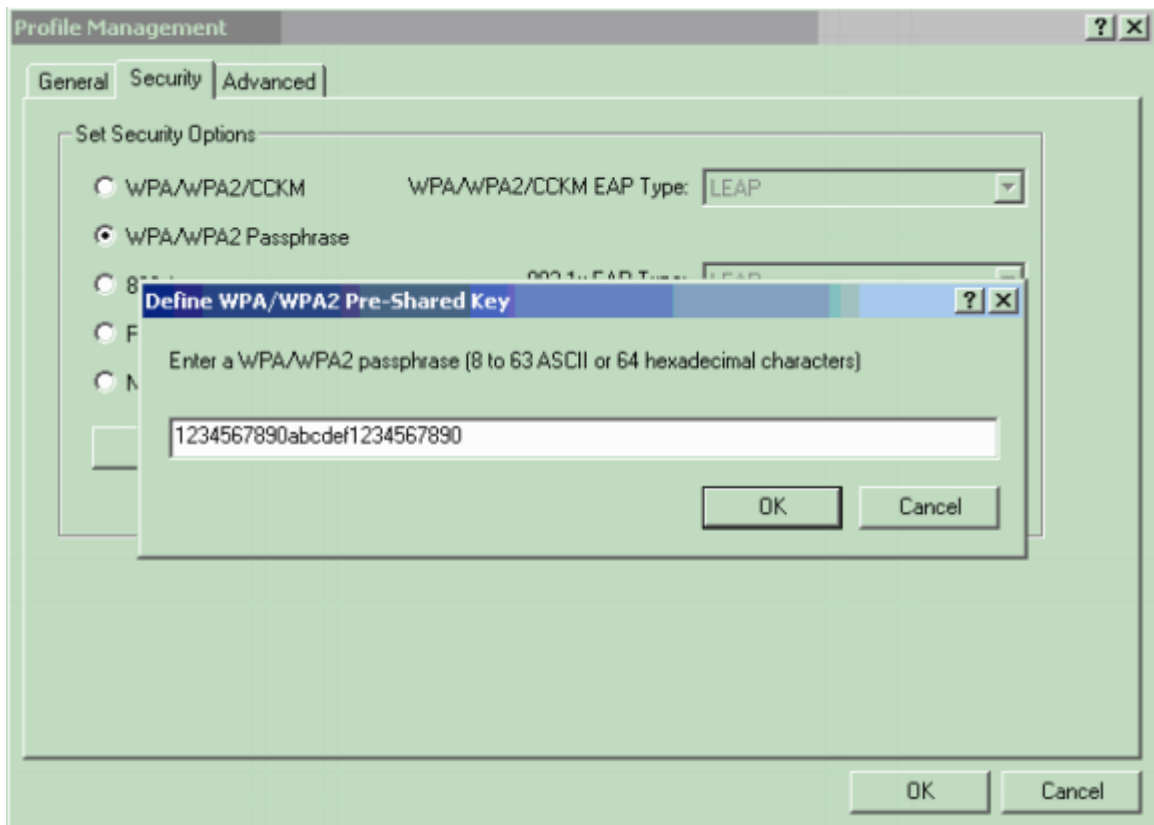 Profile Management
General Security Advanced
Set Security Options
WPA/WPA2/CCKM WPA/WPA2/CCKM EAP Type: LEAP
WPA/WPA2 Passphrase
Define WPA/WPA2 Pre-Shared Key
Enter a WPA/WPA2 passphrase (8 to 63 ASCII or 64 hexadecimal characters)
1234567890abcdef1234567890
OK Cancel
OK Cancel